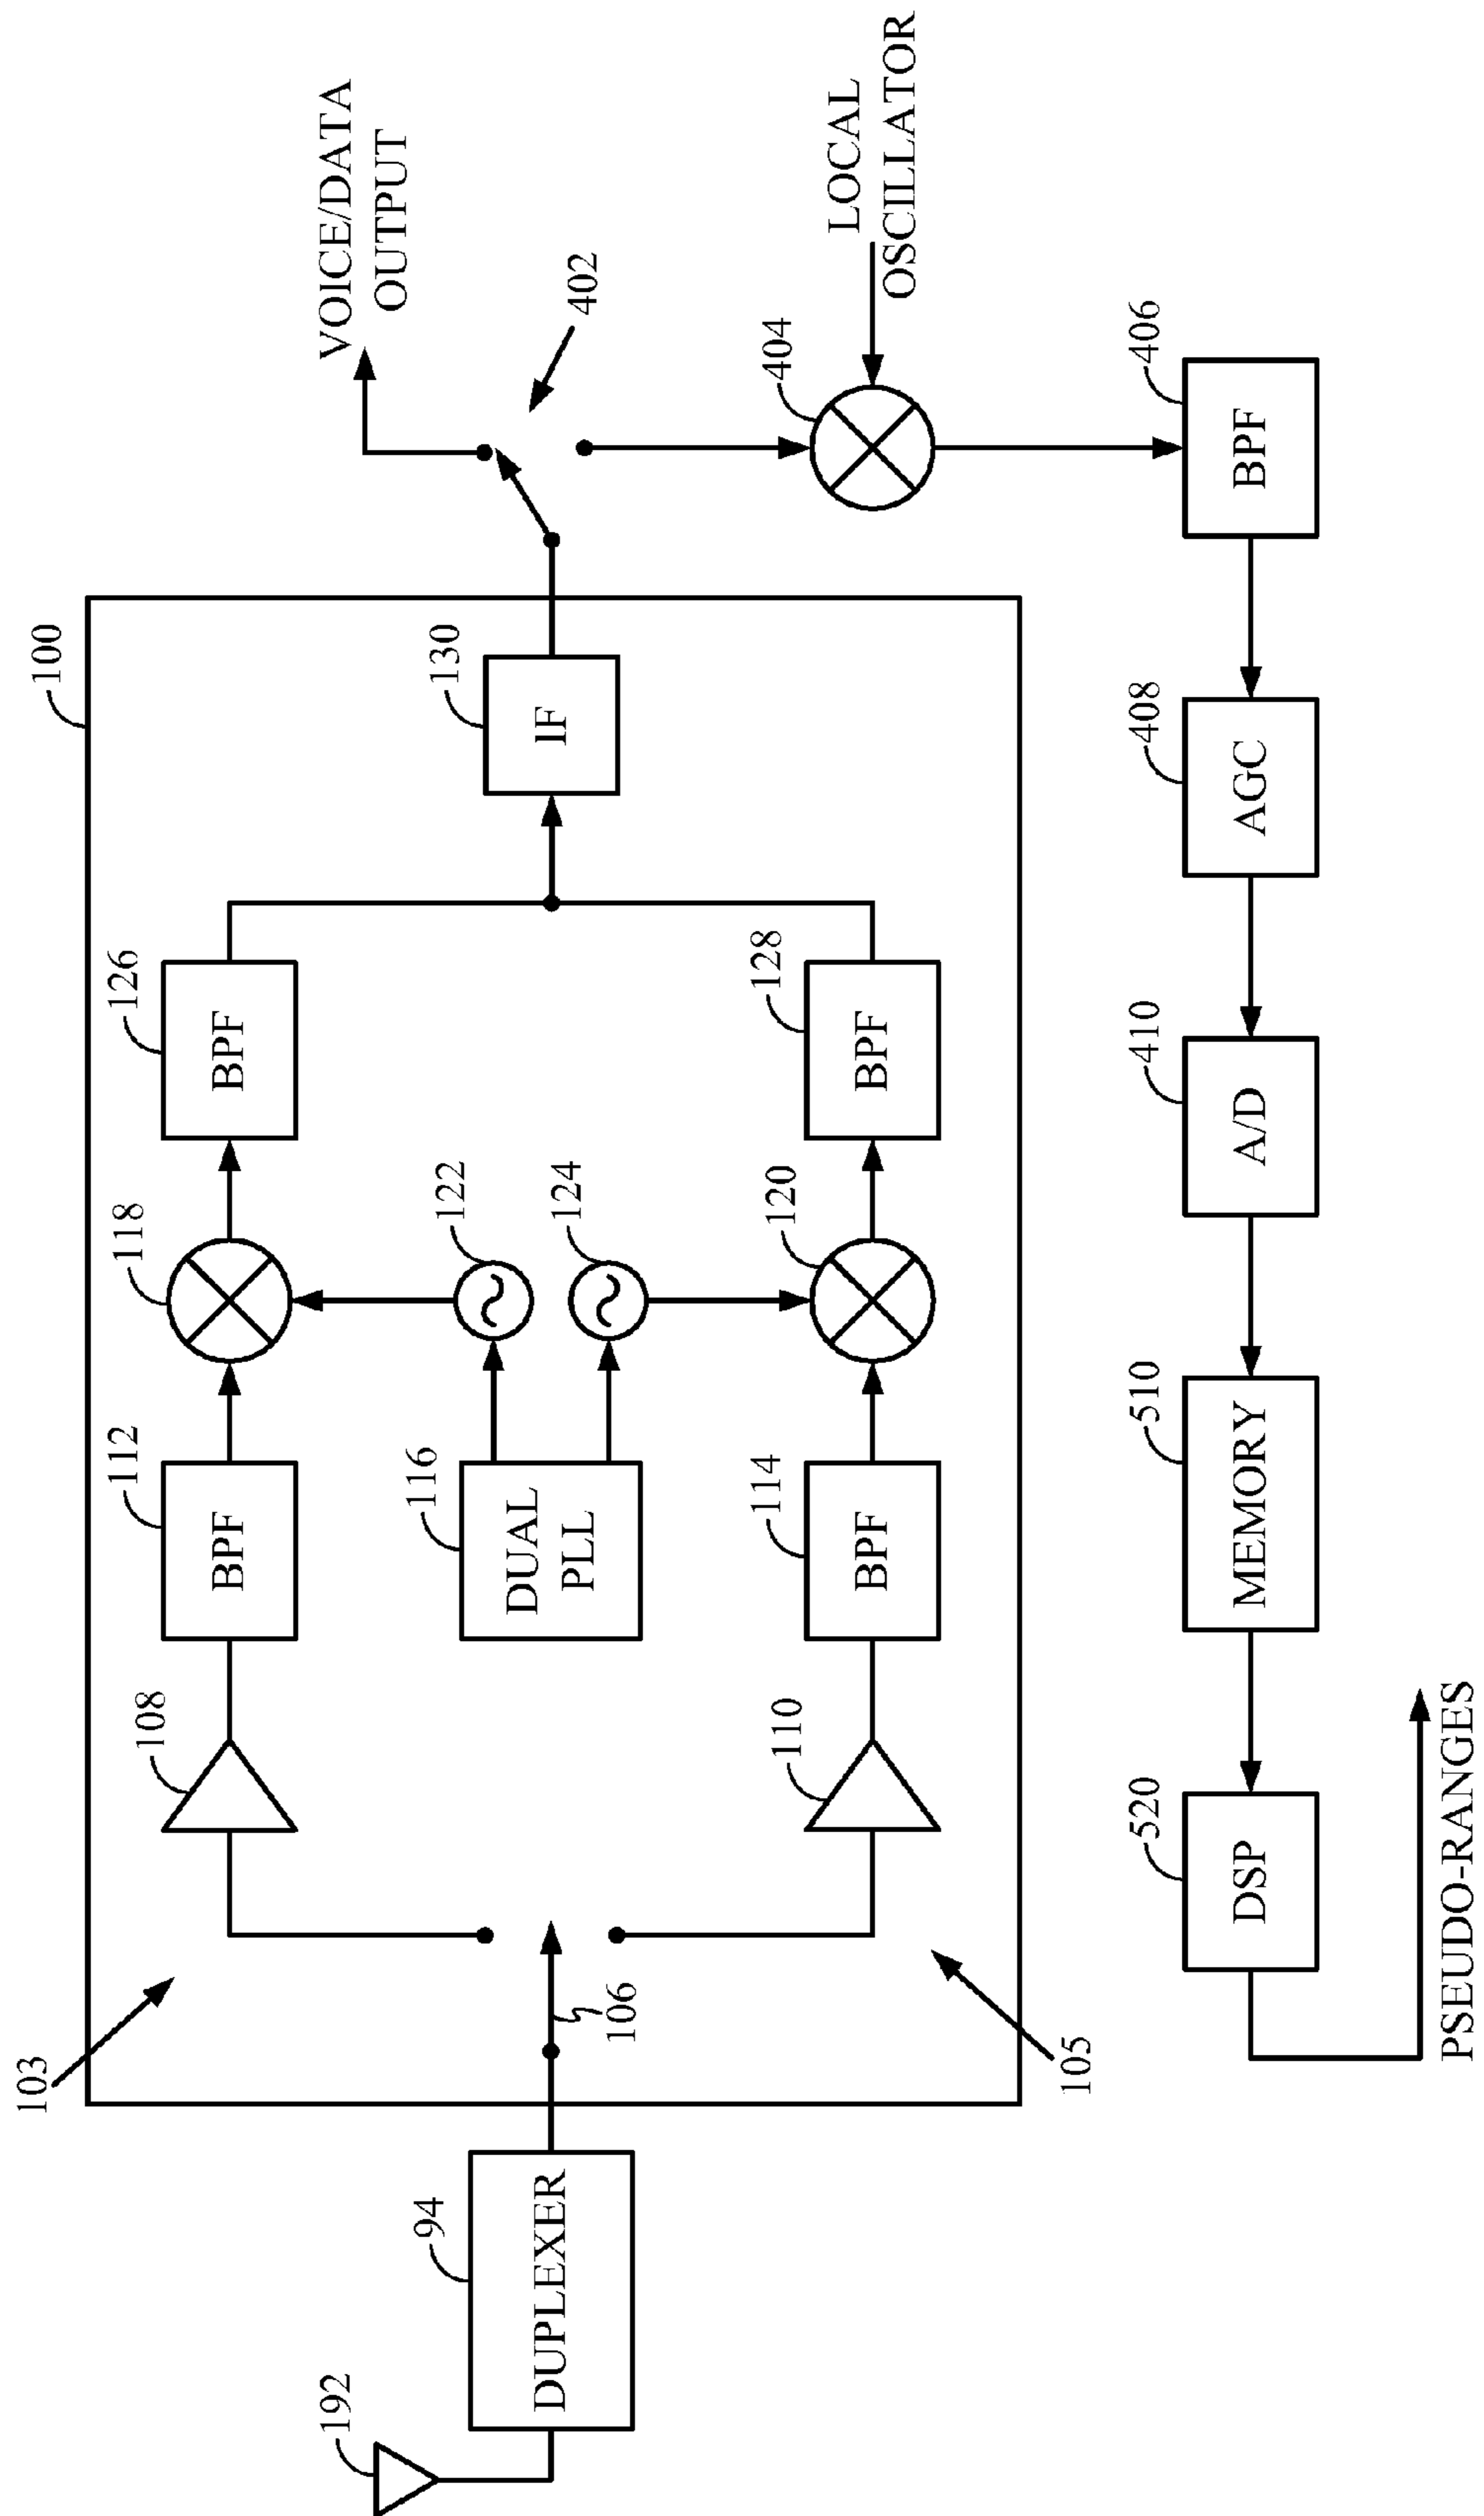 100
103
105
192
94
DUPLEXER
106
108
110
112
BPF
114
BPF
116
DUAL
PLL
118
120
122
124
126
BPF
128
BPF
130
IF
402
VOICE/DATA
OUTPUT
404
LOCAL
OSCILLATOR
406
BPF
408
AGC
410
A/D
510
MEMORY
520
DSP
PSEUDO-RANGES